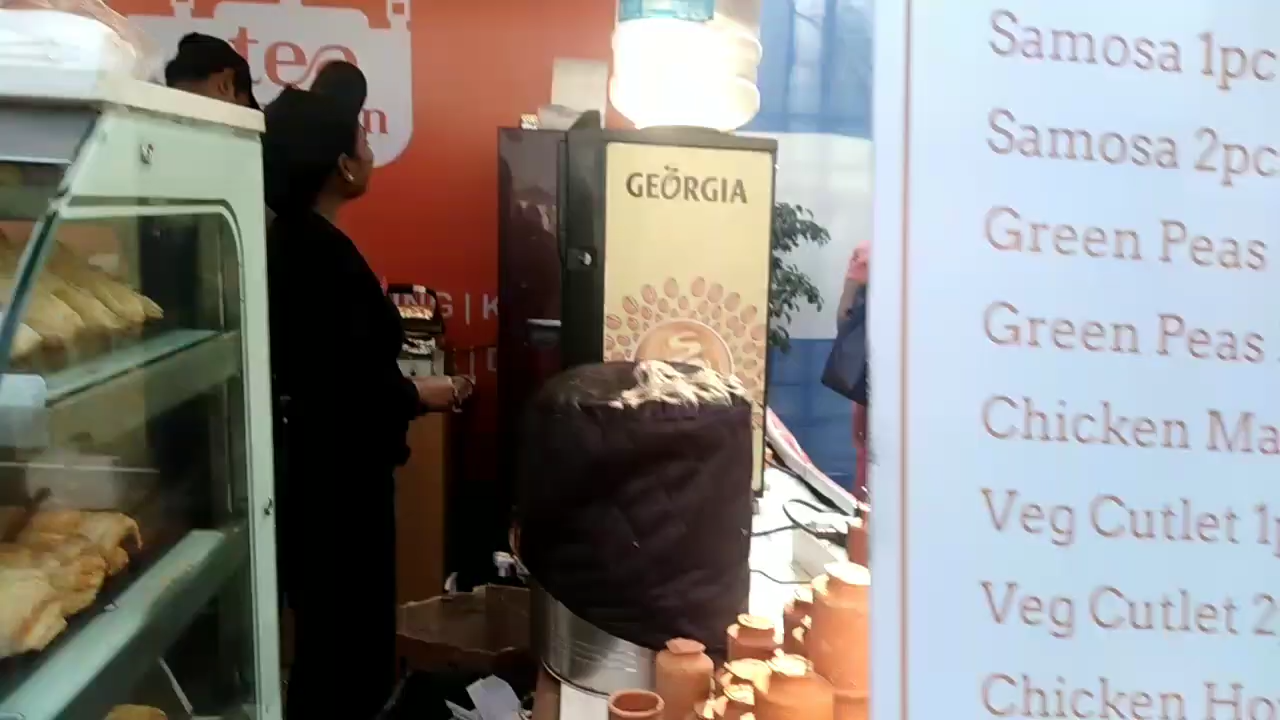 tea
GEORGIA
Samosa 1pc
Samosa 2pc
Green Peas
Green Peas
Chicken Ma
Veg Cutlet 1p
Veg Cutlet 2
Chicken Ho